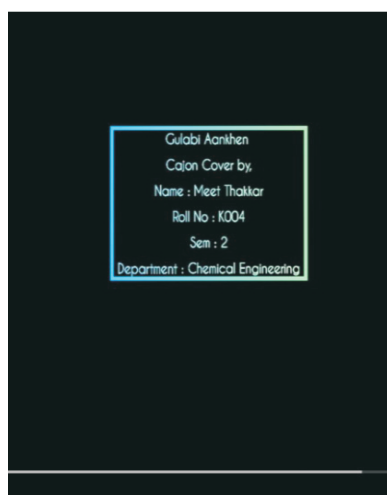 Gulabi Aankhen
Cajon Cover by,
Name : Meet Thakkar
Roll No : K004
Sem : 2
Department : Chemical Engineering